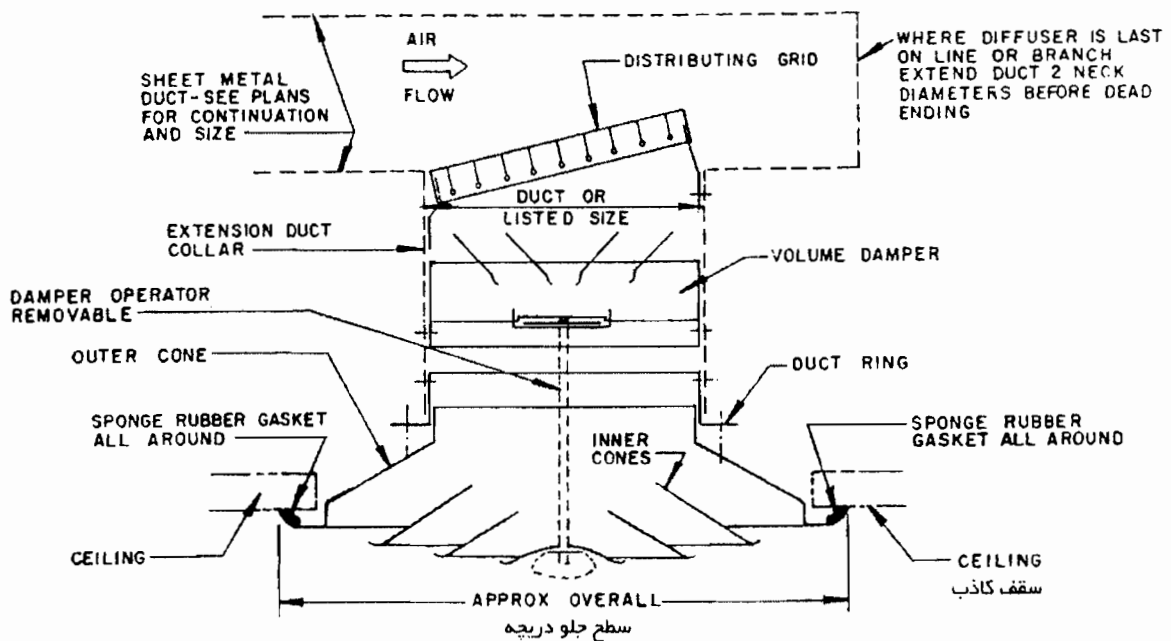 AIR
FLOW
SHEET METAL
DUCT-SEE PLANS
FOR CONTINUATION
AND SIZE
DISTRIBUTING GRID
WHERE DIFFUSER IS LAST
ON LINE OR BRANCH
EXTEND DUCT 2 NECK
DIAMETERS BEFORE DEAD
ENDING
DUCT OR
LISTED SIZE
EXTENSION DUCT
COLLAR
VOLUME DAMPER
DAMPER OPERATOR
REMOVABLE
OUTER CONE
DUCT RING
SPONGE RUBBER GASKET
ALL AROUND
INNER
CONES
SPONGE RUBBER
GASKET ALL AROUND
CEILING
CEILING
سقف کاذب
APPROX OVERALL
سطح جلو دریچه